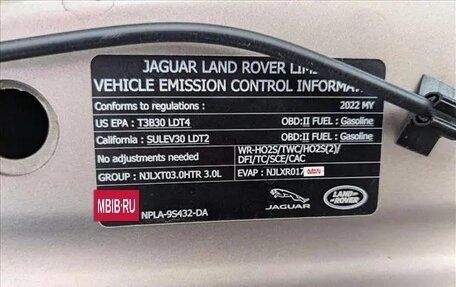 JAGUAR LAND ROVER LIM
VEHICLE EMISSION CONTROL INFORMA
Conforms to regulations : 2022 MY
US EPA : T3B30 LDT4 OBD:II FUEL : Gasoline
California : SULEV30 LDT2 OBD:II FUEL : Gasoline
No adjustments needed WR-HO2S/TWC/HO2S(2)/
DFI/TC/SCE/CAC
GROUP : NJLXT03.0HTR 3.0L EVAP : NJLXR017
MBIB.RU
NPLA-9S432-DA
JAGUAR
LAND-
ROVER